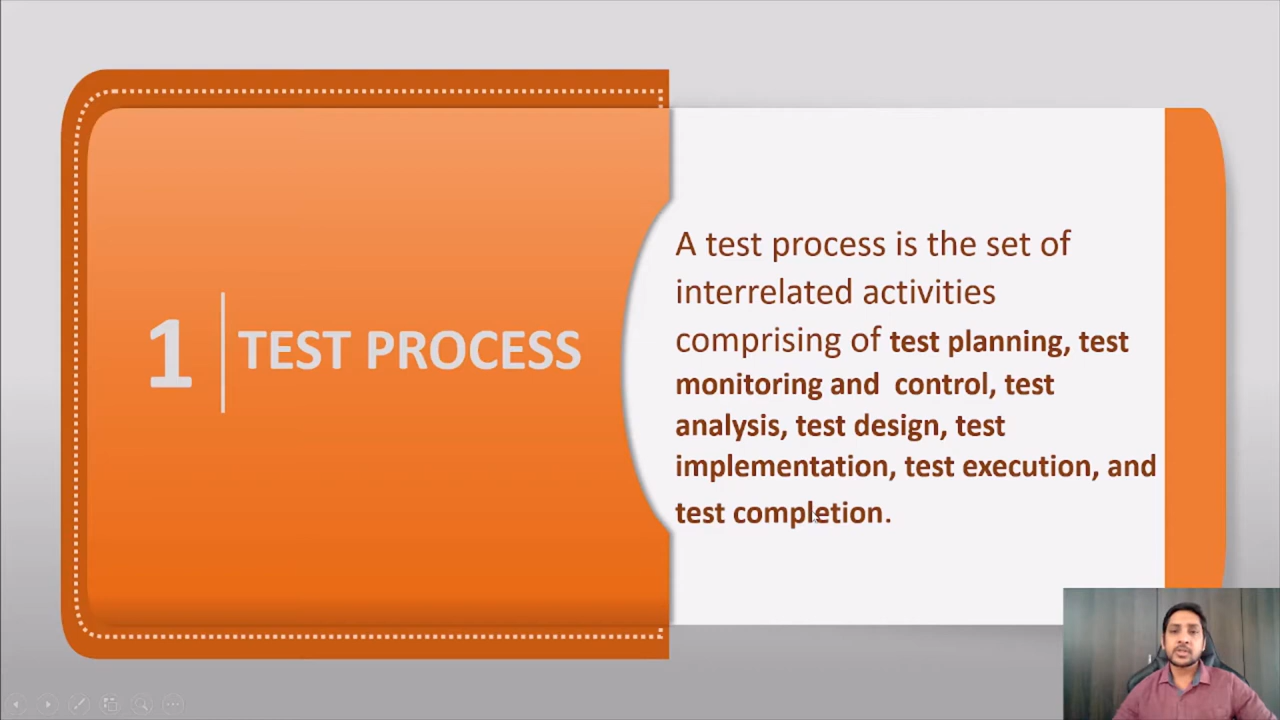 1
TEST PROCESS
A test process is the set of
interrelated activities
comprising of test planning, test
monitoring and control, test
analysis, test design, test
implementation, test execution, and
test completion.